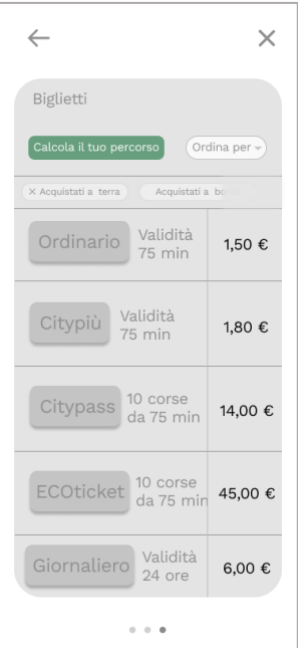 Biglietti
Calcola il tuo percorso
Ordina per
× Acquistati a terra
Acquistati a
Ordinario
Validità
75 min
1,50 €
Citypiù
Validità
75 min
1,80 €
Citypass
10 corse
da 75 min
14,00 €
ECOticket
10 corse
da 75 min
45,00 €
Giornaliero
Validità
24 ore
6,00 €